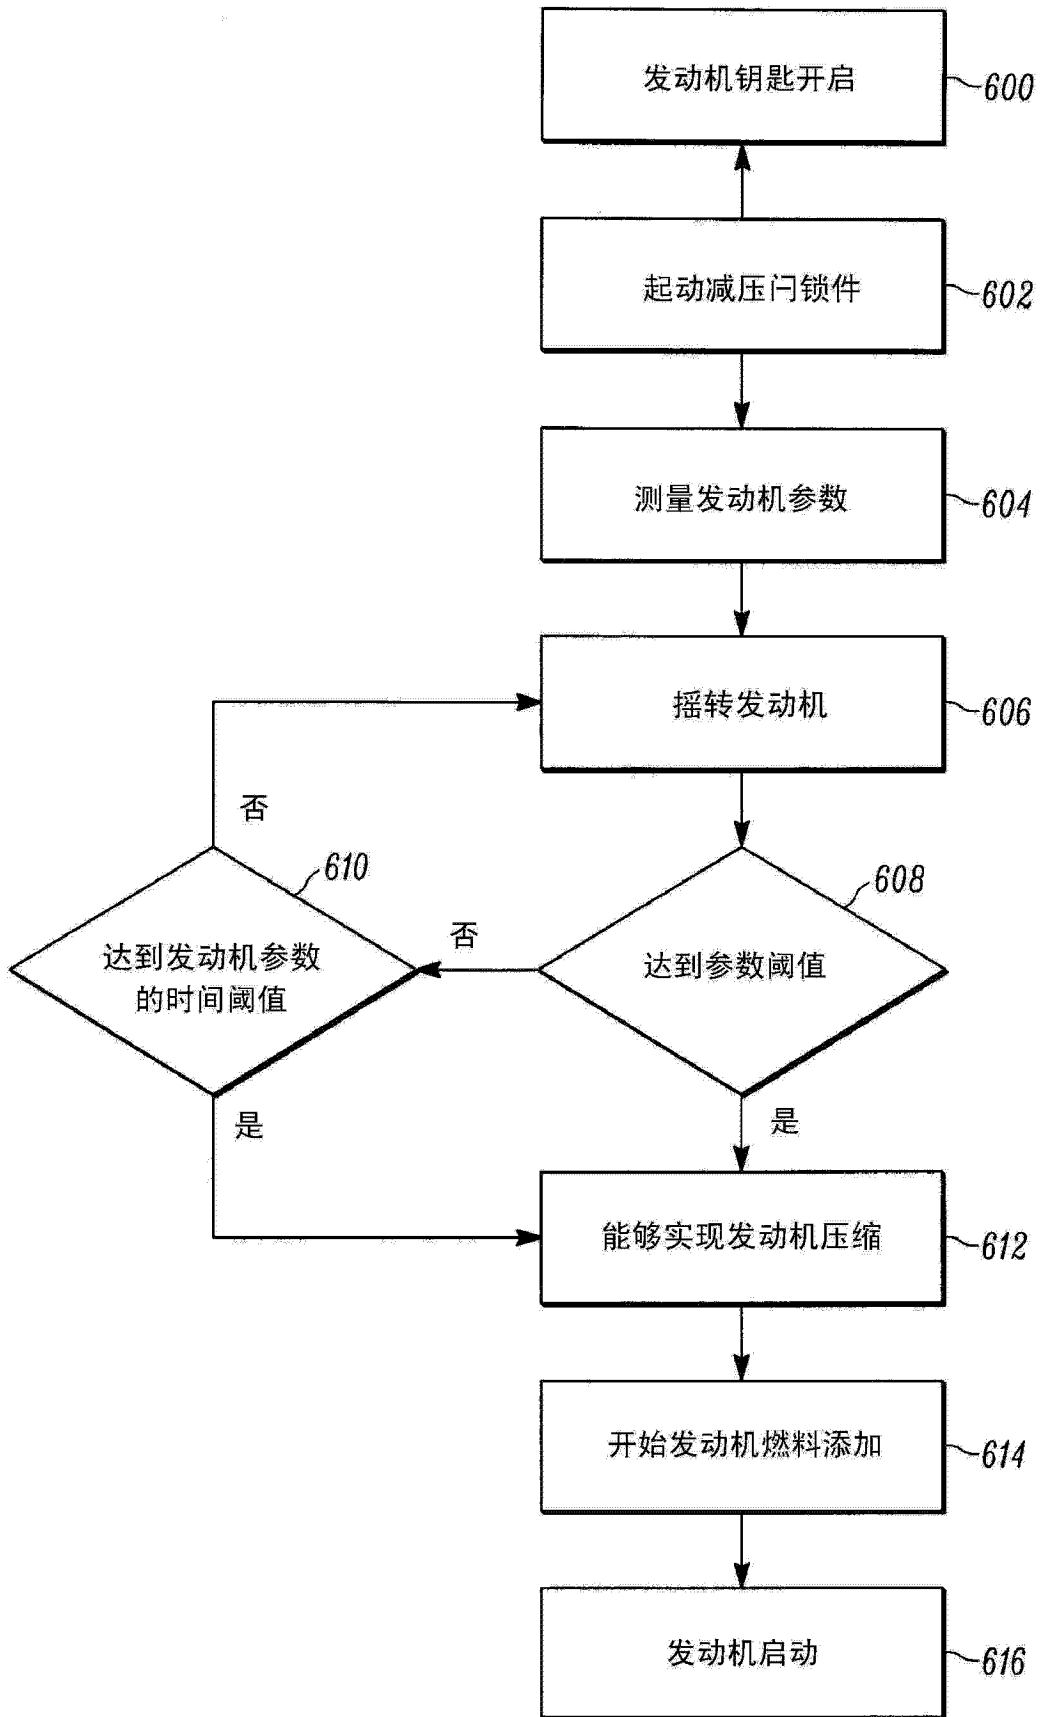 发动机钥匙开启
600
起动减压闩锁件
602
测量发动机参数
604
摇转发动机
606
否
610
608
达到发动机参数
的时间阈值
否
达到参数阈值
是
是
能够实现发动机压缩
612
开始发动机燃料添加
614
发动机启动
616